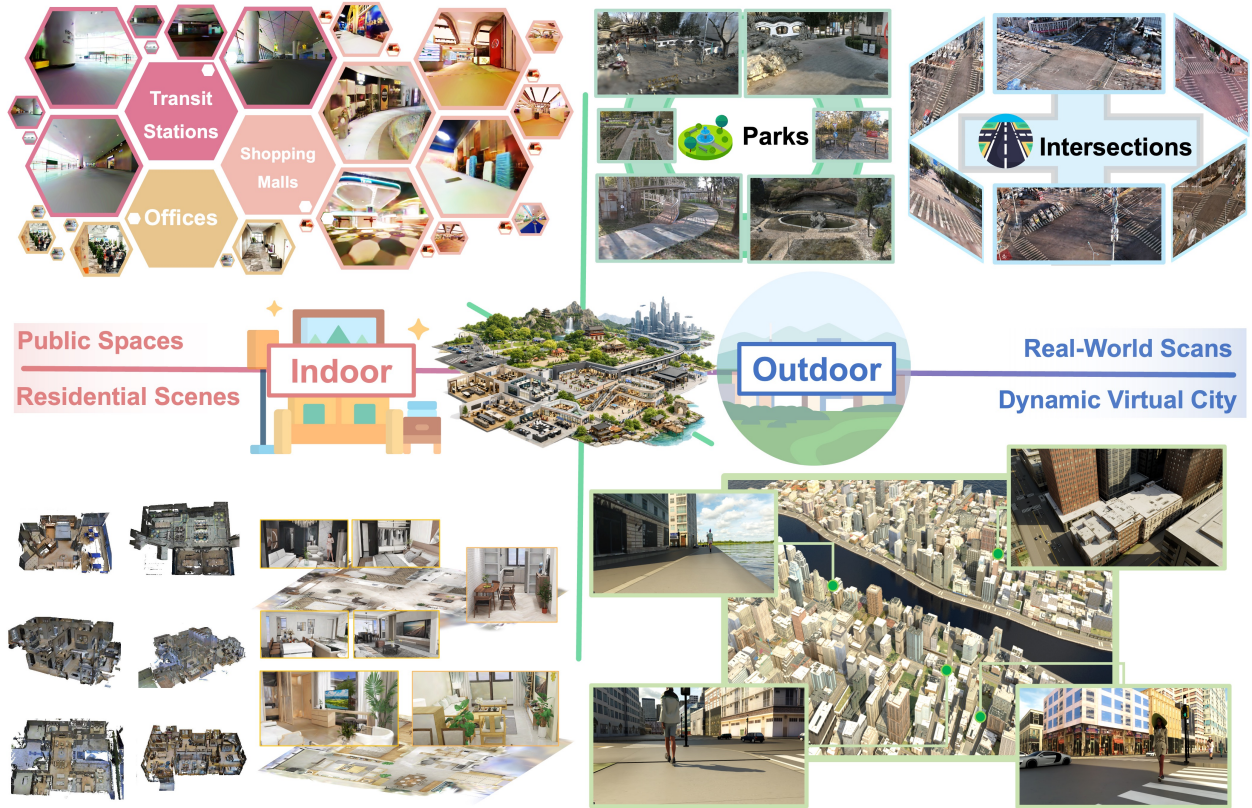 Transit
Stations
Shopping
Malls
Offices
Parks
Intersections
Public Spaces
Residential Scenes
Indoor
Outdoor
Real-World Scans
Dynamic Virtual City